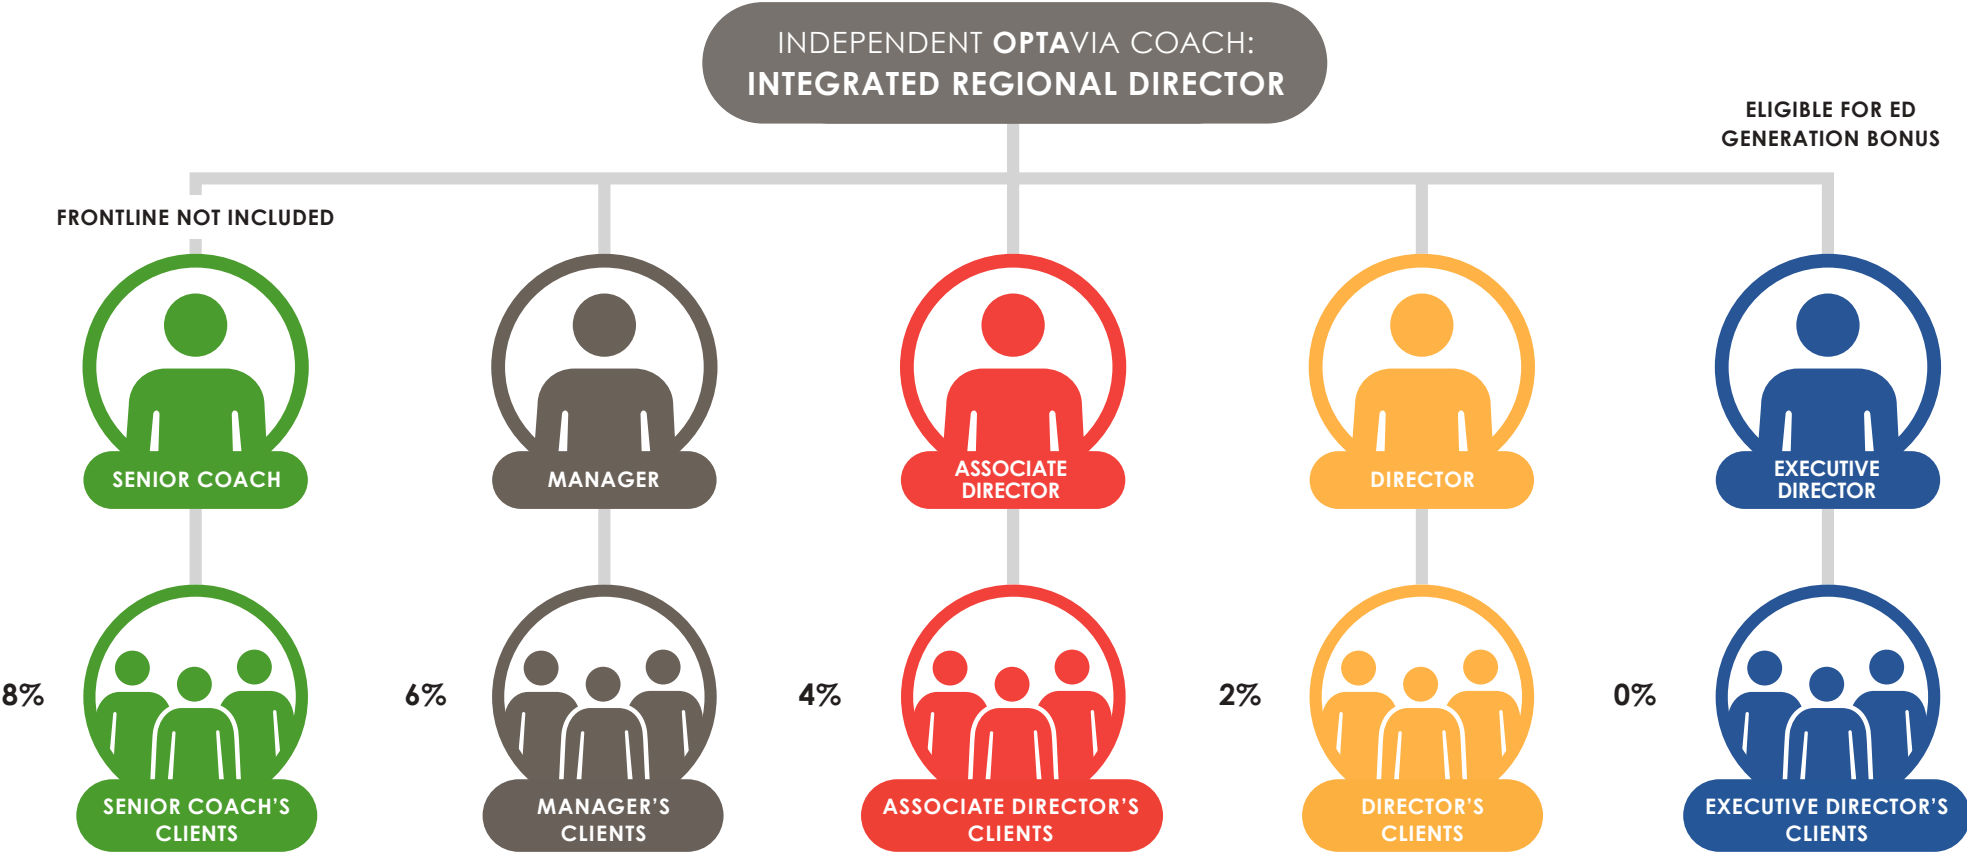 INDEPENDENT OPTAVIA COACH:
INTEGRATED REGIONAL DIRECTOR
ELIGIBLE FOR ED
GENERATION BONUS
FRONTLINE NOT INCLUDED
SENIOR COACH
MANAGER
ASSOCIATE
DIRECTOR
DIRECTOR
EXECUTIVE
DIRECTOR
8%
6%
4%
2%
0%
SENIOR COACH’S
CLIENTS
MANAGER’S
CLIENTS
ASSOCIATE DIRECTOR’S
CLIENTS
DIRECTOR’S
CLIENTS
EXECUTIVE DIRECTOR’S
CLIENTS